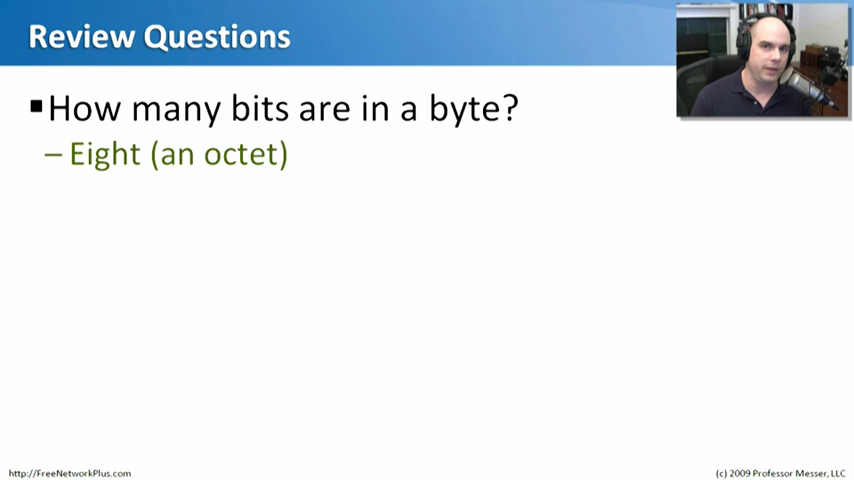 Review Questions
▪How many bits are in a byte?
– Eight (an octet)
http://FreeNetworkPlus.com
(c) 2009 Professor Messer, LLC